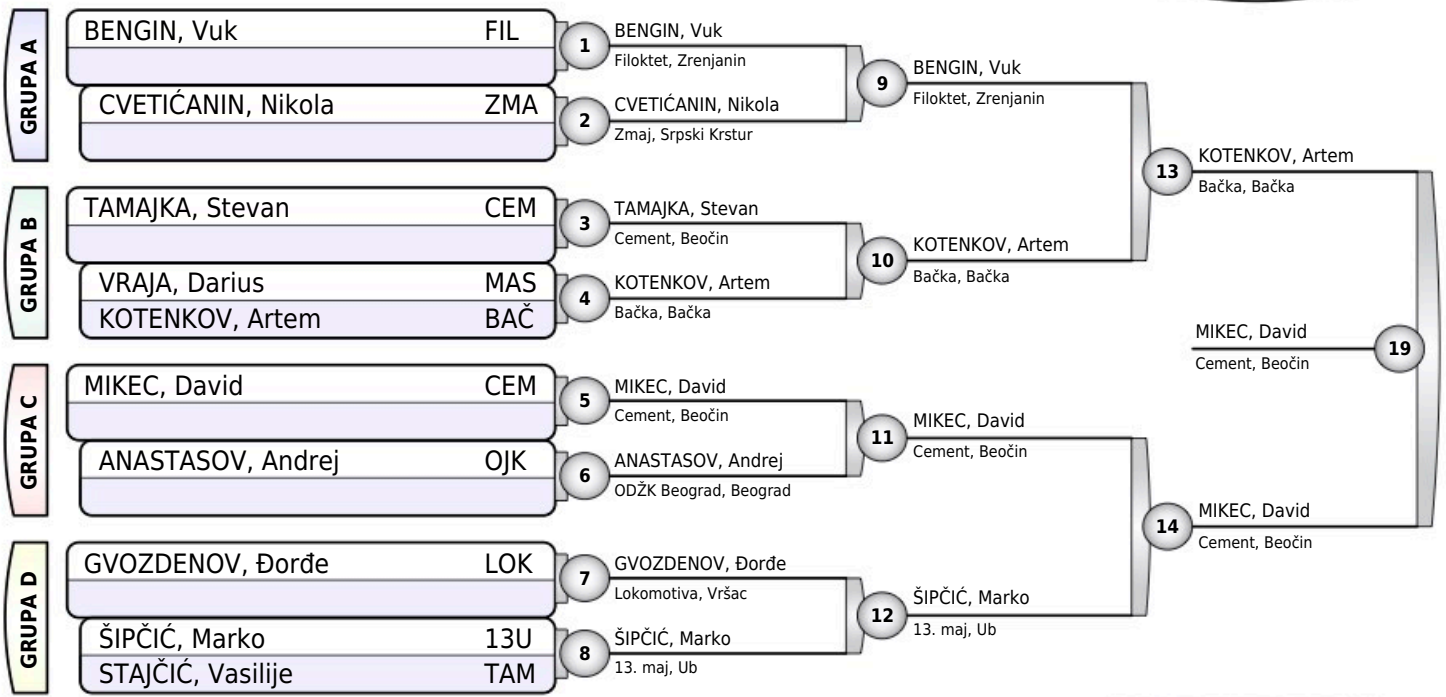 GRUPA A
BENGIN, Vuk FIL
CVETIĆANIN, Nikola ZMA
1
BENGIN, Vuk
Filoktet, Zrenjanin
2
CVETIĆANIN, Nikola
Zmaj, Srpski Krstur
9
BENGIN, Vuk
Filoktet, Zrenjanin
GRUPA B
TAMAJKA, Stevan CEM
VRAJA, Darius MAS
KOTENKOV, Artem BAČ
3
TAMAJKA, Stevan
Cement, Beočin
4
KOTENKOV, Artem
Bačka, Bačka
10
KOTENKOV, Artem
Bačka, Bačka
13
KOTENKOV, Artem
Bačka, Bačka
GRUPA C
MIKEC, David CEM
ANASTASOV, Andrej OJK
5
MIKEC, David
Cement, Beočin
6
ANASTASOV, Andrej
ODŽK Beograd, Beograd
11
MIKEC, David
Cement, Beočin
GRUPA D
GVOZDENOV, Đorđe LOK
ŠIPČIĆ, Marko 13U
STAJČIĆ, Vasilije TAM
7
GVOZDENOV, Đorđe
Lokomotiva, Vršac
8
ŠIPČIĆ, Marko
13. maj, Ub
12
ŠIPČIĆ, Marko
13. maj, Ub
14
MIKEC, David
Cement, Beočin
MIKEC, David
Cement, Beočin
19